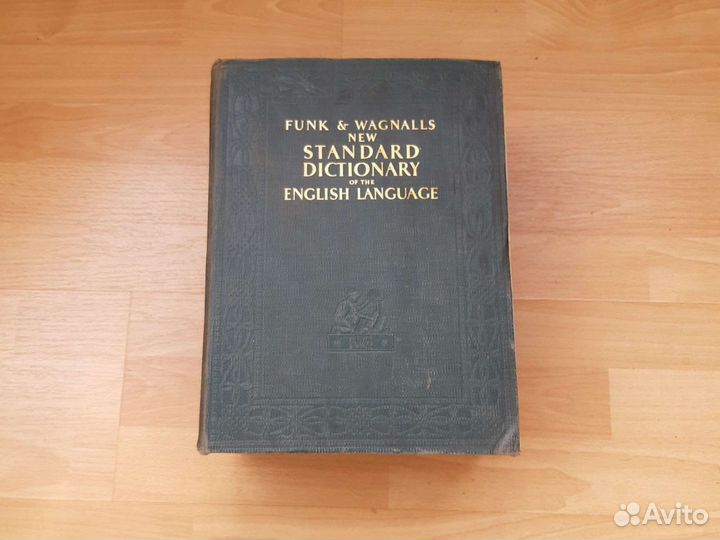 FUNK & WAGNALLS
NEW
STANDARD
DICTIONARY
OF THE
ENGLISH LANGUAGE
Avito